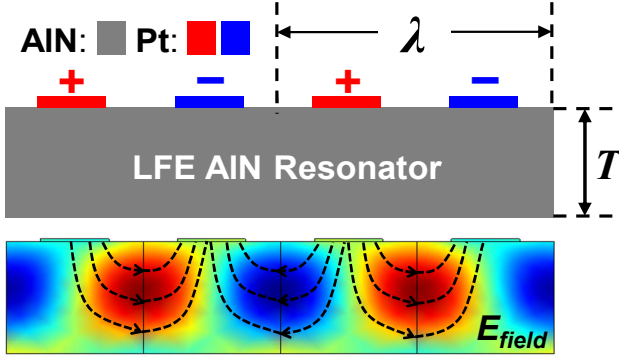 AlN: Pt:
λ
+ − + −
LFE AlN Resonator
T
E_field